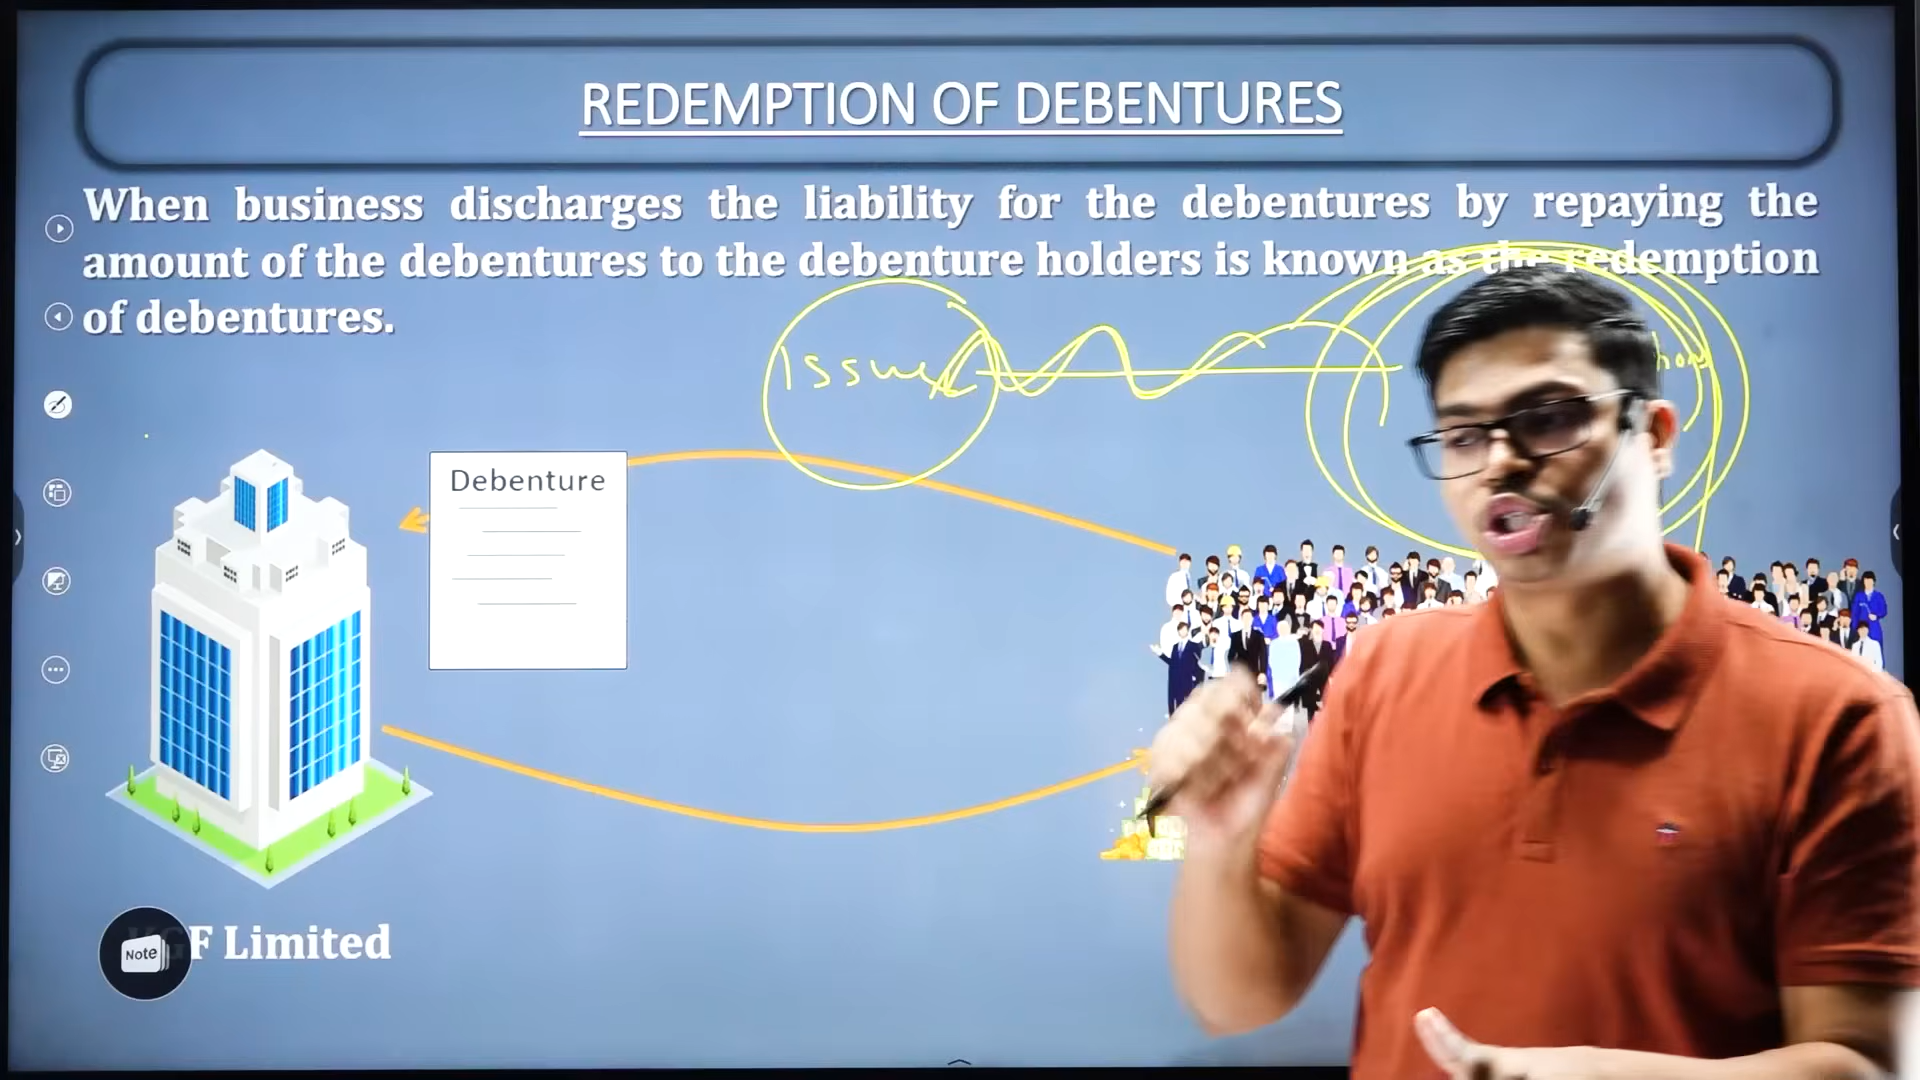 REDEMPTION OF DEBENTURES
When business discharges the liability for the debentures by repaying the
amount of the debentures to the debenture holders is known as the redemption
of debentures.
Issue
Debenture
F Limited
Note